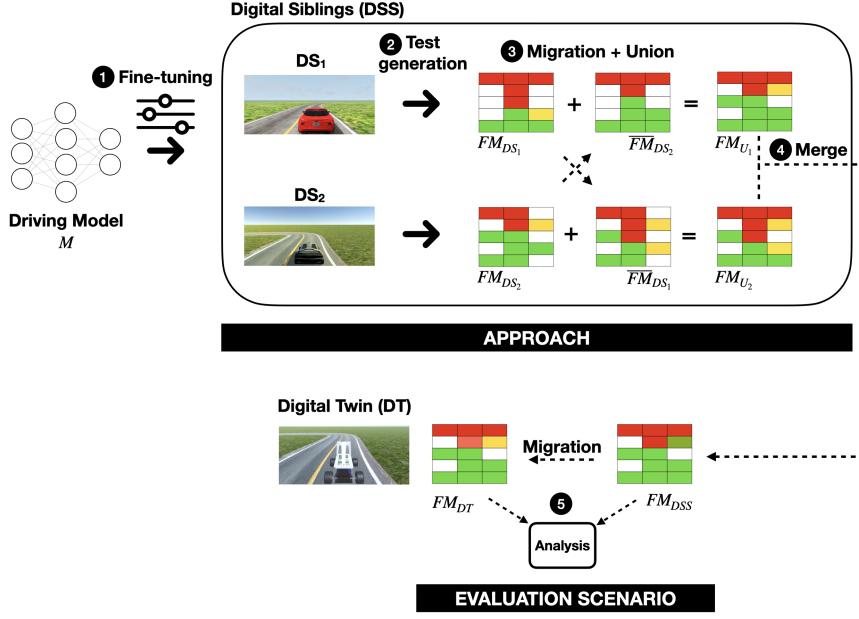 Digital Siblings (DSS)
1 Fine-tuning
DS1
2 Test
generation
3 Migration + Union
+
=
FMDS1
FMDS2
FMU1
4 Merge
Driving Model
M
DS2
+
=
FMDS2
FMDS1
FMU2
APPROACH
Digital Twin (DT)
Migration
FMDT
5
FMDSS
Analysis
EVALUATION SCENARIO